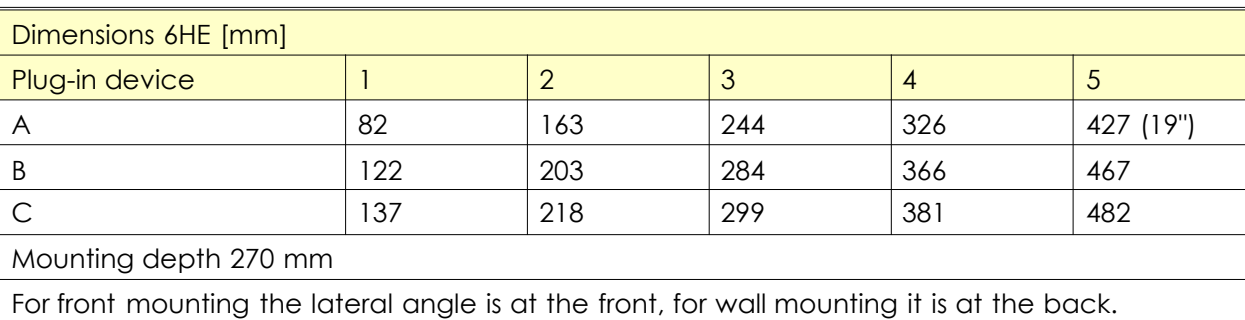 Dimensions 6HE [mm]
Plug-in device 1 2 3 4 5
A 82 163 244 326 427 (19")
B 122 203 284 366 467
C 137 218 299 381 482
Mounting depth 270 mm
For front mounting the lateral angle is at the front, for wall mounting it is at the back.